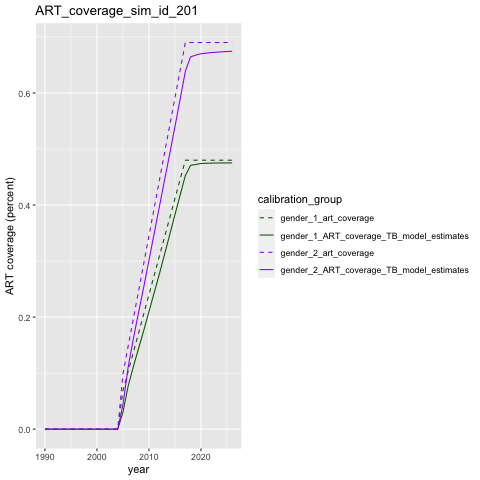 ART_coverage_sim_id_201
ART coverage (percent)
0.6
0.4
0.2
0.0
1990
2000
2010
2020
year
calibration_group
gender_1_art_coverage
gender_1_ART_coverage_TB_model_estimates
gender_2_art_coverage
gender_2_ART_coverage_TB_model_estimates